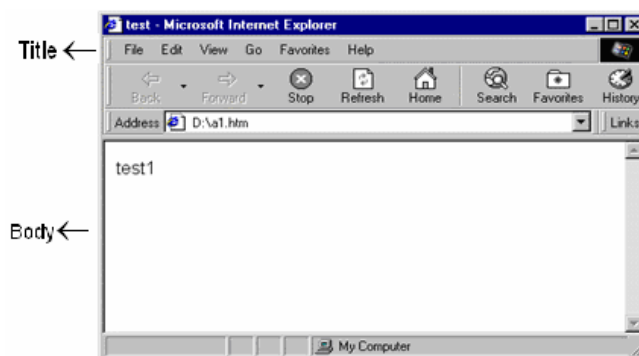 test - Microsoft Internet Explorer
Title
File Edit View Go Favorites Help
Back Forward Stop Refresh Home Search Favorites History
Address D:\a1.htm Links
test1
Body
My Computer